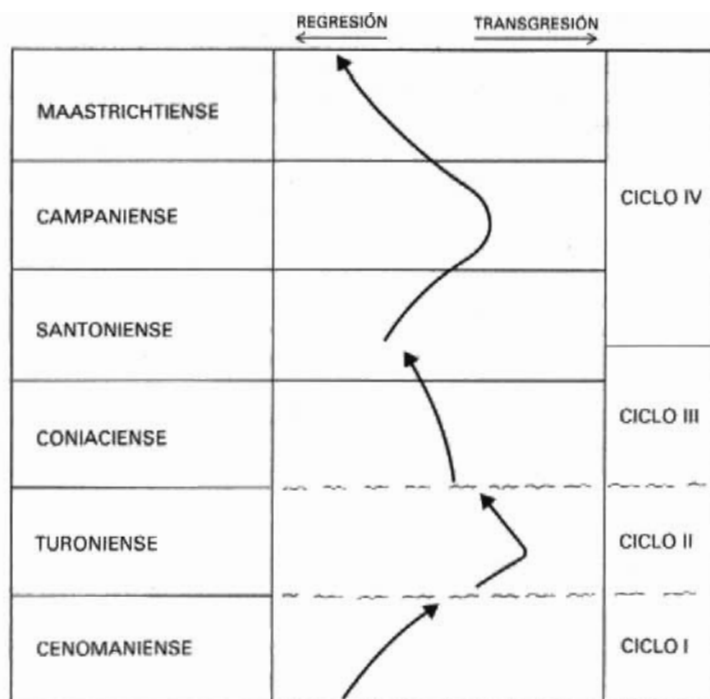 REGRESIÓN TRANSGRESIÓN
MAASTRICHTIENSE
CAMPANIENSE
CICLO IV
SANTONIENSE
CONIACIENSE
CICLO III
TURONIENSE
CICLO II
CENOMANIENSE
CICLO I